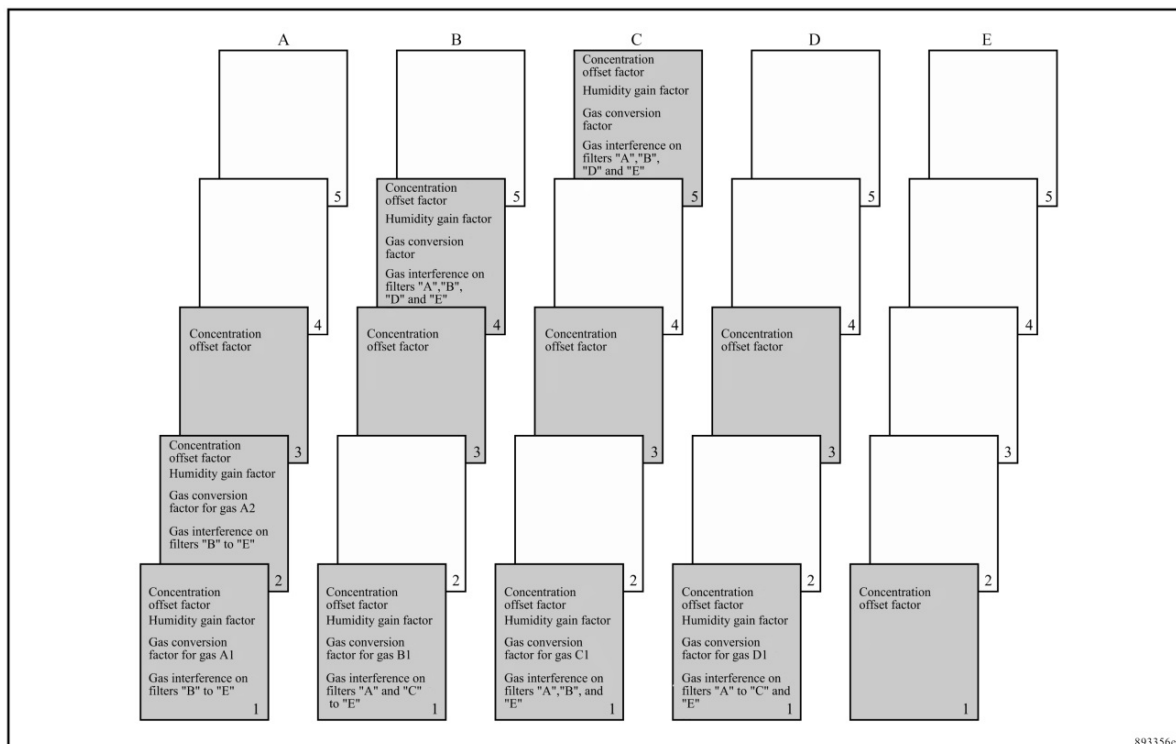 A
B
C
D
E
Concentration
offset factor
Humidity gain factor
Gas conversion
factor
Gas interference on
filters "A","B",
"D" and "E"
5
5
5
5
5
Concentration
offset factor
Humidity gain factor
Gas conversion
factor
Gas interference on
filters "A","B",
"D" and "E"
4
4
4
4
4
Concentration
offset factor
3
Concentration
offset factor
3
Concentration
offset factor
3
Concentration
offset factor
3
3
Concentration
offset factor
Humidity gain factor
Gas conversion
factor for gas A2
Gas interference on
filters "B" to "E"
2
2
2
2
2
Concentration
offset factor
Humidity gain factor
Gas conversion
factor for gas A1
Gas interference on
filters "B" to "E"
1
Concentration
offset factor
Humidity gain factor
Gas conversion
factor for gas B1
Gas interference on
filters "A" and "C"
to "E"
1
Concentration
offset factor
Humidity gain factor
Gas conversion
factor for gas C1
Gas interference on
filters "A","B", and
"E"
1
Concentration
offset factor
Humidity gain factor
Gas conversion
factor for gas D1
Gas interference on
filters "A" to "C" and
"E"
1
Concentration
offset factor
1